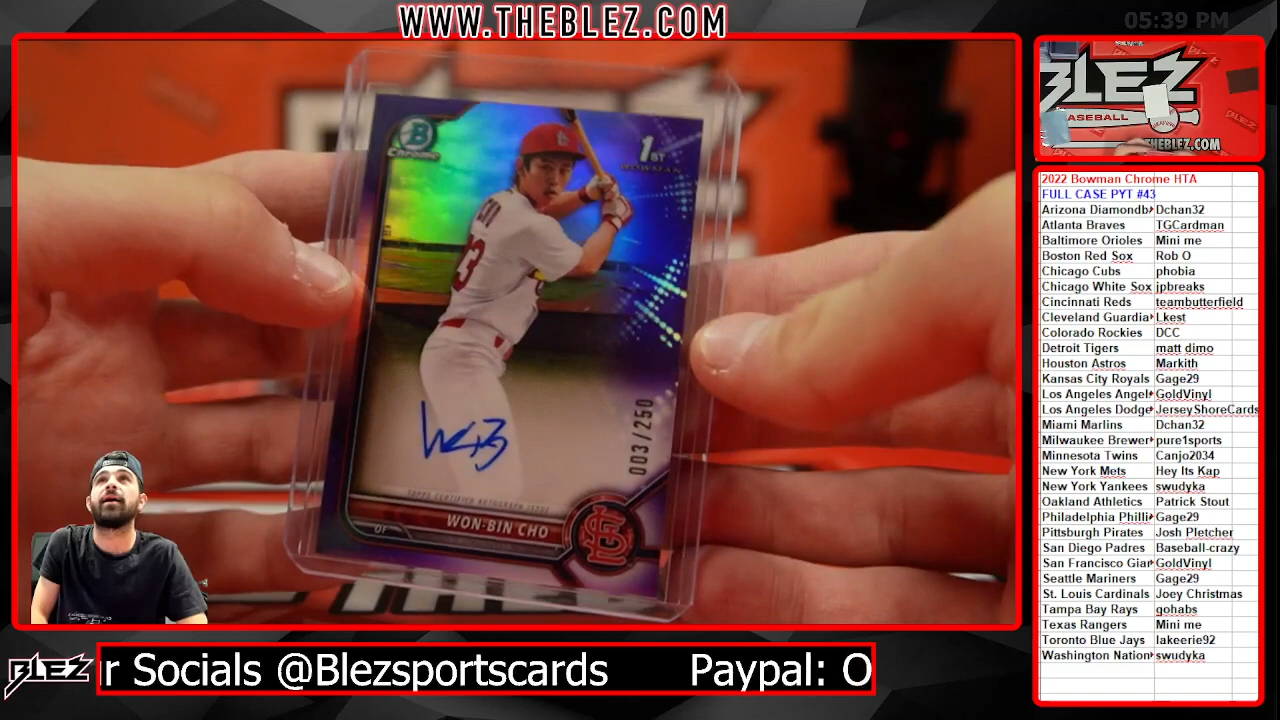 WWW.THEBLEZ.COM
05:39 PM
B
Chrome
1ST
BOWMAN
003/250
TOPPS CERTIFIED AUTOGRAPH ISSUE
WON-BIN CHO
OF
BLEZ
BASEBALL
THEBLEZ.COM
2022 Bowman Chrome HTA
FULL CASE PYT #43
Arizona Diamondb Dchan32
Atlanta Braves TGCardman
Baltimore Orioles Mini me
Boston Red Sox Rob O
Chicago Cubs phobia
Chicago White Sox jpbreaks
Cincinnati Reds teambutterfield
Cleveland Guardia Lkest
Colorado Rockies DCC
Detroit Tigers matt dimo
Houston Astros Markith
Kansas City Royals Gage29
Los Angeles Angel GoldVinyl
Los Angeles Dodge JerseyShoreCards
Miami Marlins Dchan32
Milwaukee Brewer pure1sports
Minnesota Twins Canjo2034
New York Mets Hey Its Kap
New York Yankees swudyka
Oakland Athletics Patrick Stout
Philadelphia Philli Gage29
Pittsburgh Pirates Josh Pletcher
San Diego Padres Baseball-crazy
San Francisco Gian GoldVinyl
Seattle Mariners Gage29
St. Louis Cardinals Joey Christmas
Tampa Bay Rays gohabs
Texas Rangers Mini me
Toronto Blue Jays lakeerie92
Washington Nation swudyka
BLEZ
r Socials @Blezsportscards Paypal: O